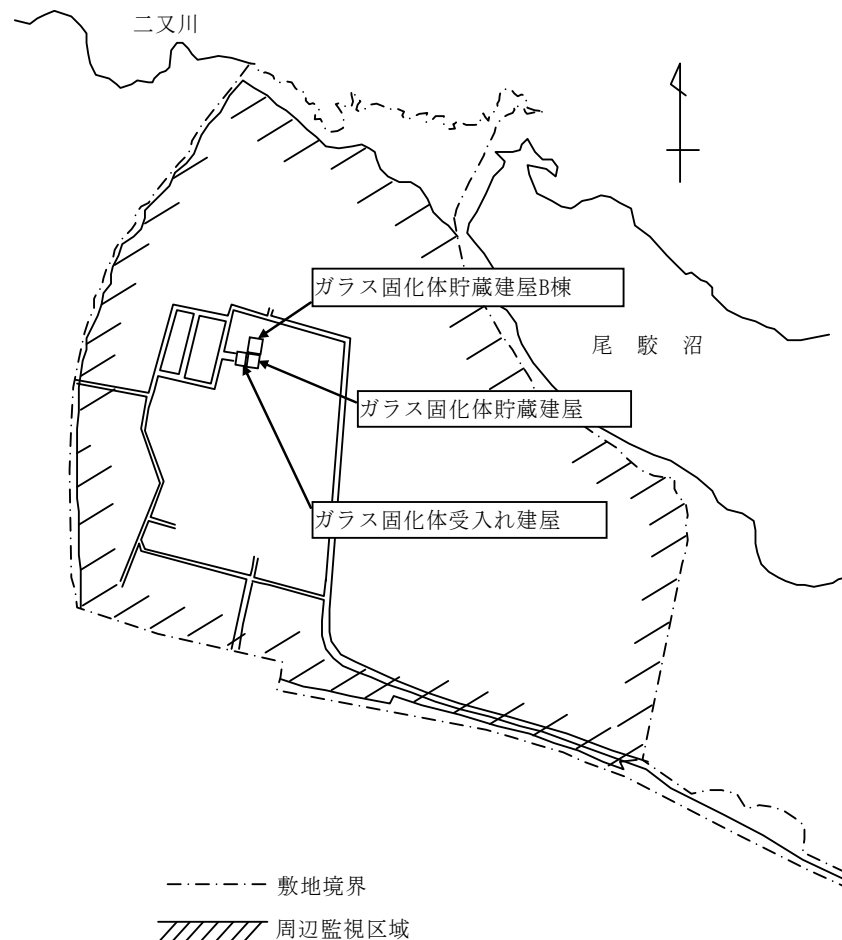 二又川
ガラス固化体貯蔵建屋B棟
尾駮沼
ガラス固化体貯蔵建屋
ガラス固化体受入れ建屋
敷地境界
周辺監視区域